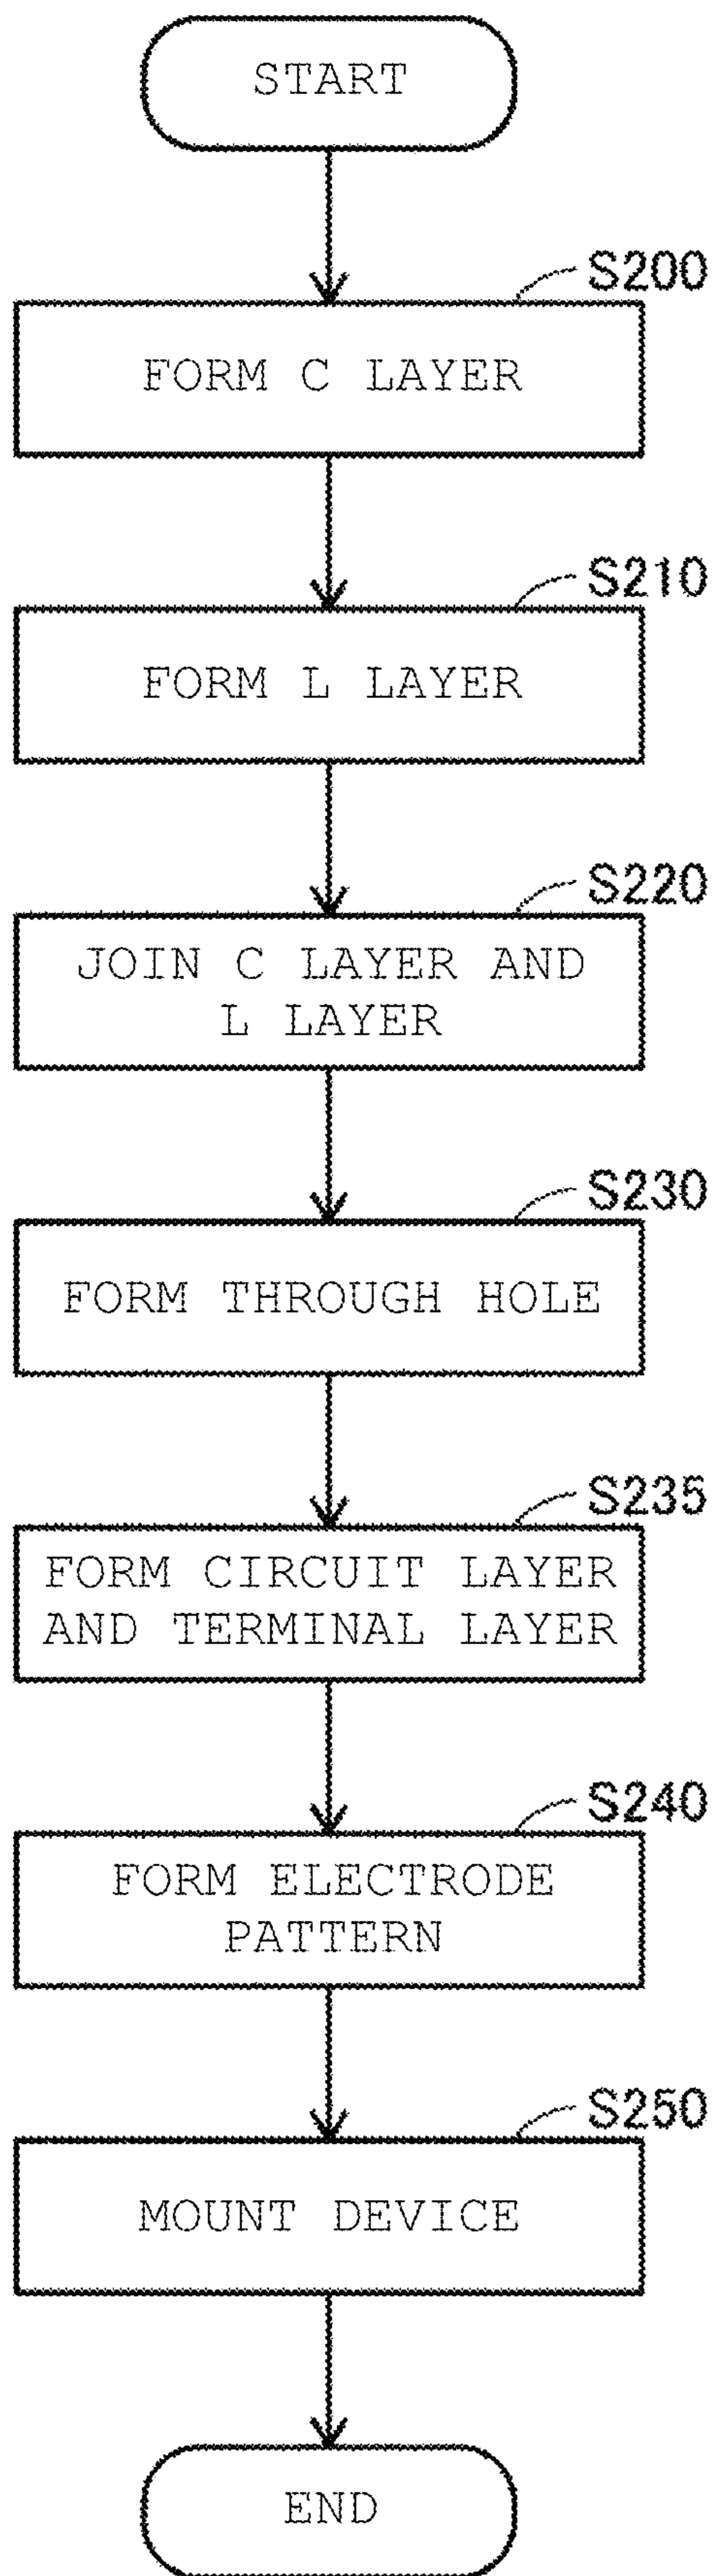 START
S200
FORM C LAYER
S210
FORM L LAYER
S220
JOIN C LAYER AND
L LAYER
S230
FORM THROUGH HOLE
S235
FORM CIRCUIT LAYER
AND TERMINAL LAYER
S240
FORM ELECTRODE
PATTERN
S250
MOUNT DEVICE
END